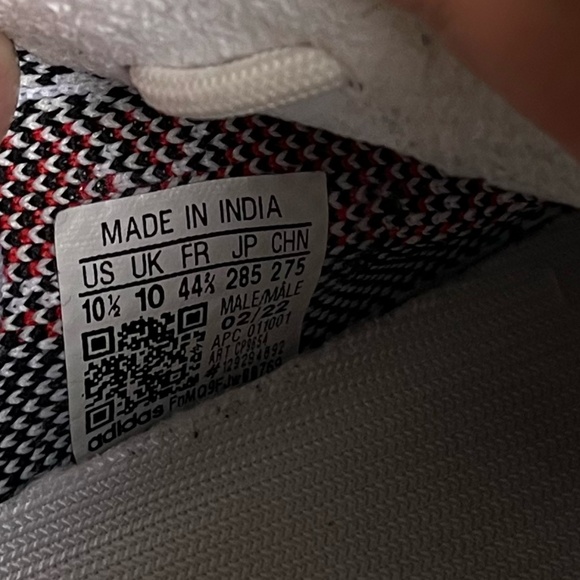 MADE IN INDIA
US UK FR JP CHN
10½ 10 44⅔ 285 275
MALE/MÂLE
02/22
APC 011001
ART
adidas